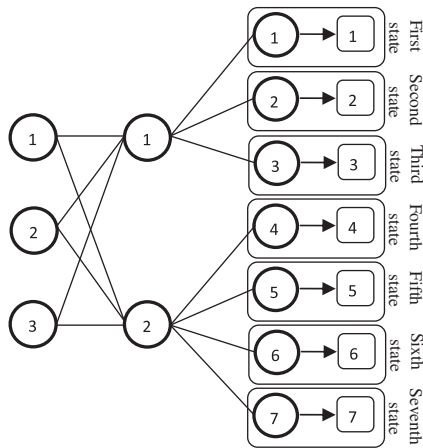 1
2
3
1
2
1
1
First
state
2
2
Second
state
3
3
Third
state
4
4
Fourth
state
5
5
Fifth
state
6
6
Sixth
state
7
7
Seventh
state